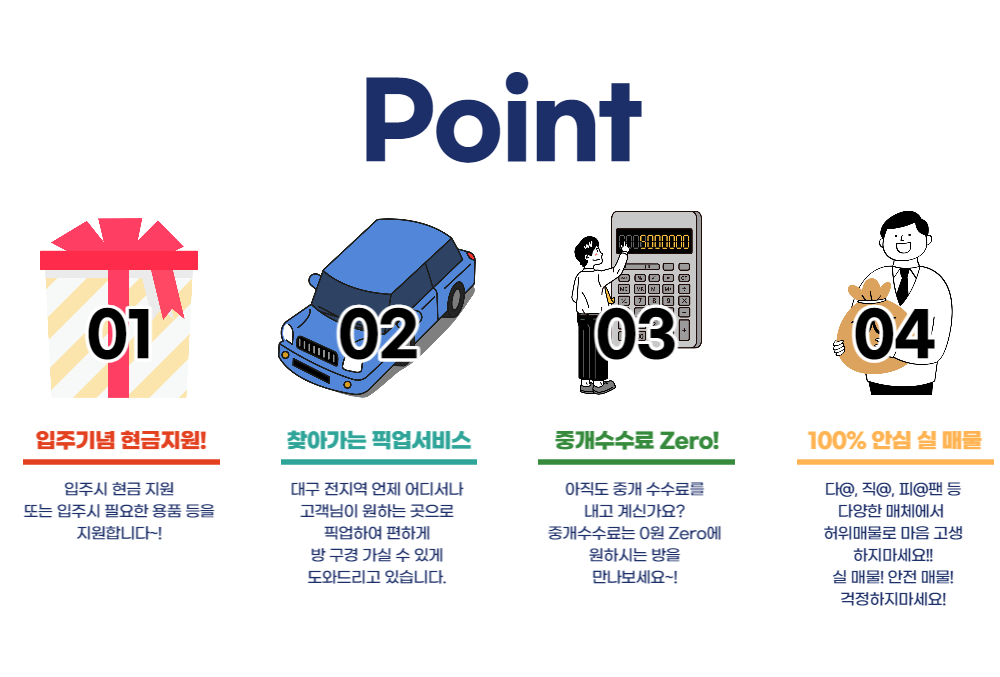 Point
01
입주기념 현금지원!
입주시 현금 지원
또는 입주시 필요한 용품 등을
지원합니다~!
02
찾아가는 픽업서비스
대구 전지역 언제 어디서나
고객님이 원하는 곳으로
픽업하여 편하게
방 구경 가실 수 있게
도와드리고 있습니다.
03
중개수수료 Zero!
아직도 중개 수수료를
내고 계신가요?
중개수수료는 0원 Zero에
원하시는 방을
만나보세요~!
04
100% 안심 실 매물
다@, 직@, 피@팬 등
다양한 매체에서
허위매물로 마음 고생
하지마세요!!
실 매물! 안전 매물!
걱정하지마세요!